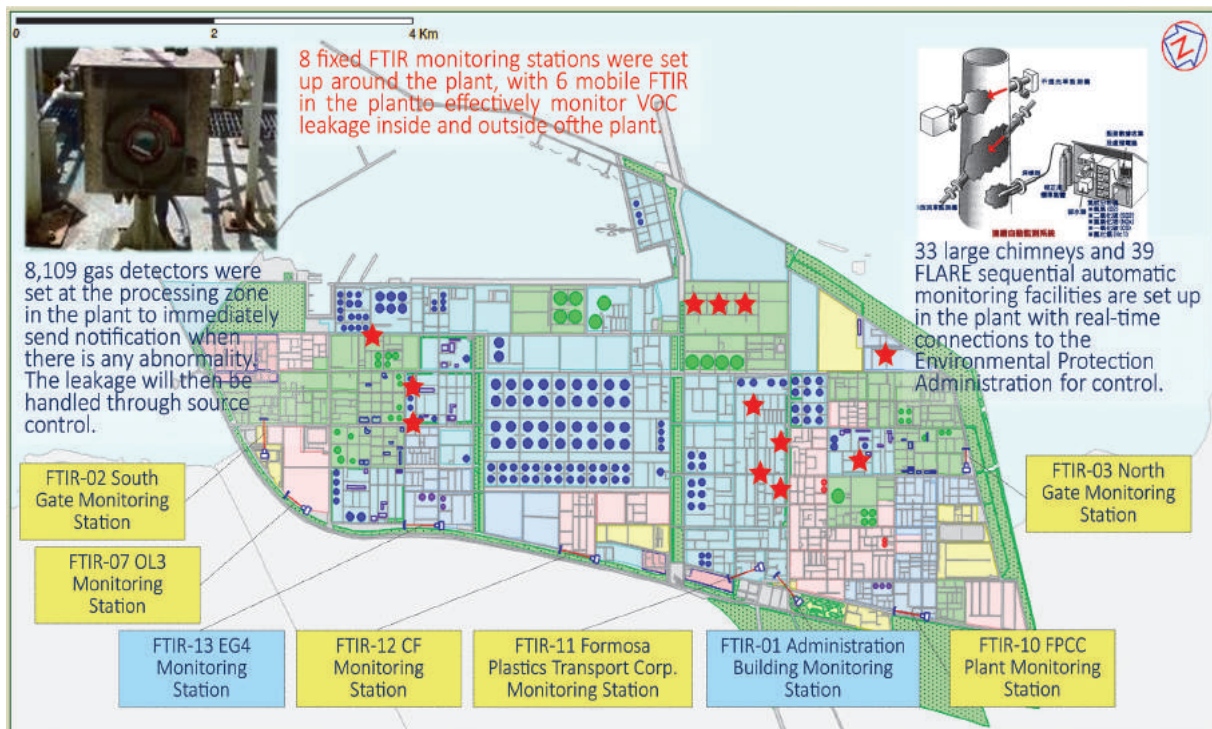 0
2
4 Km
8 fixed FTIR monitoring stations were set
up around the plant, with 6 mobile FTIR
in the plantto effectively monitor VOC
leakage inside and outside ofthe plant.
N
8,109 gas detectors were
set at the processing zone
in the plant to immediately
send notification when
there is any abnormality.
The leakage will then be
handled through source
control.
33 large chimneys and 39
FLARE sequential automatic
monitoring facilities are set up
in the plant with real-time
connections to the
Environmental Protection
Administration for control.
FTIR-02 South
Gate Monitoring
Station
FTIR-07 OL3
Monitoring
Station
FTIR-13 EG4
Monitoring
Station
FTIR-12 CF
Monitoring
Station
FTIR-11 Formosa
Plastics Transport Corp.
Monitoring Station
FTIR-01 Administration
Building Monitoring
Station
FTIR-10 FPCC
Plant Monitoring
Station
FTIR-03 North
Gate Monitoring
Station